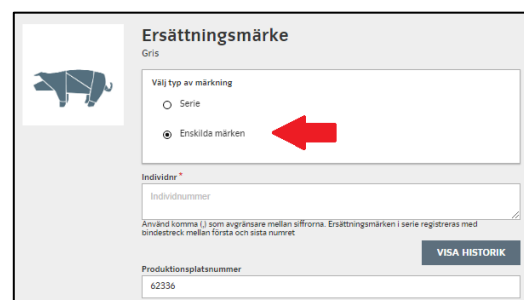 Ersättningsmärke
Gris
Välj typ av märkning
Serie
Enskilda märken
Individnr *
Individnummer
Använd komma (,) som avgränsare mellan siffrorna. Ersättningsmärken i serie registreras med
bindestreck mellan första och sista numret
VISA HISTORIK
Produktionsplatsnummer
62336